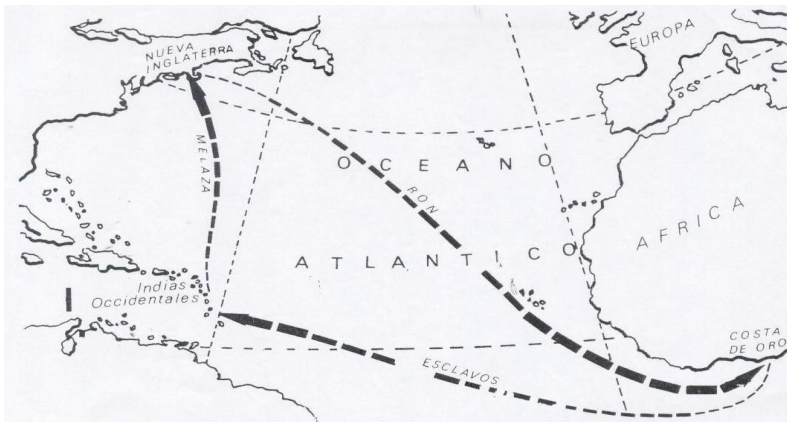 NUEVA
INGLATERRA
EUROPA
MELAZA
OCEANO
RON
AFRICA
ATLANTICO
Indias
Occidentales
COSTA
DE ORO
ESCLAVOS